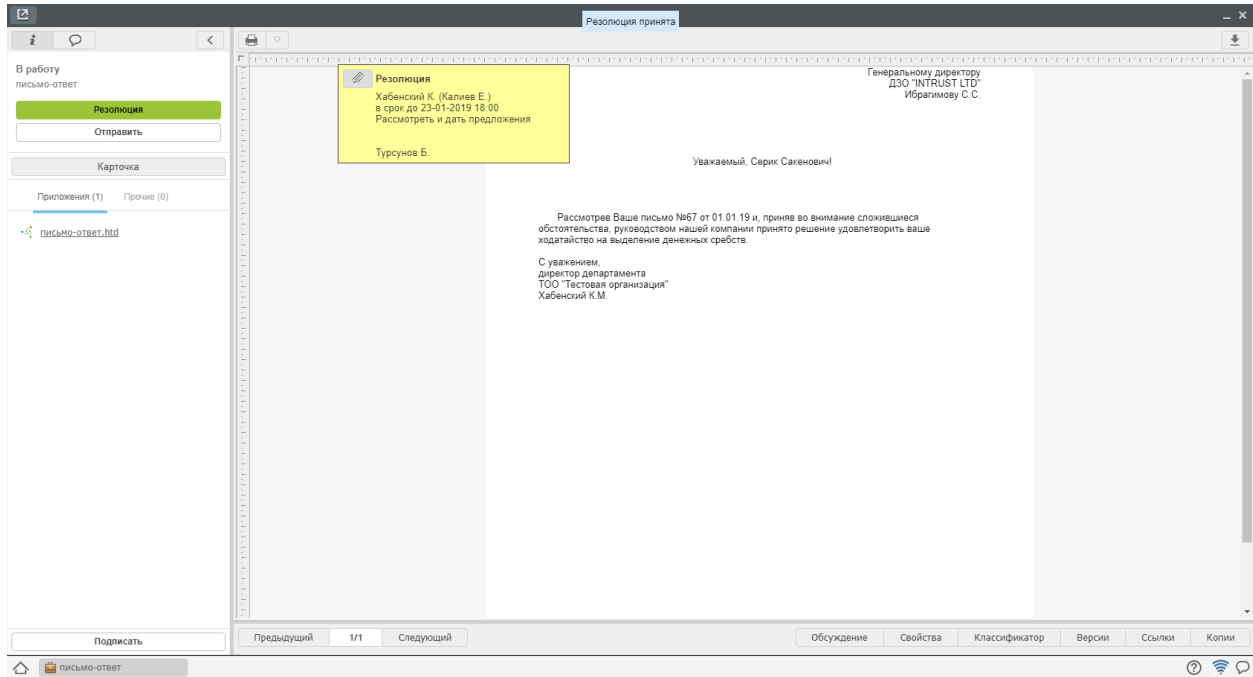 Резолюция принята
В работу
письмо-ответ
Резолюция
Отправить
Карточка
Приложения (1) Прочие (0)
письмо-ответ.htd
Подписать
Резолюция
Хабенский К. (Калиев Е.)
в срок до 23-01-2019 18:00
Рассмотреть и дать предложения
Турсунов Б.
Генеральному директору
ДЗО "INTRUST LTD"
Ибрагимову С.С.
Уважаемый, Серик Сакенович!
Рассмотрев Ваше письмо №67 от 01.01.19 и, приняв во внимание сложившиеся
обстоятельства, руководством нашей компании принято решение удовлетворить ваше
ходатайство на выделение денежных сребств.
С уважением,
директор департамента
ТОО "Тестовая организация"
Хабенский К.М.
Предыдущий 1/1 Следующий
Обсуждение Свойства Классификатор Версии Ссылки Копии
письмо-ответ